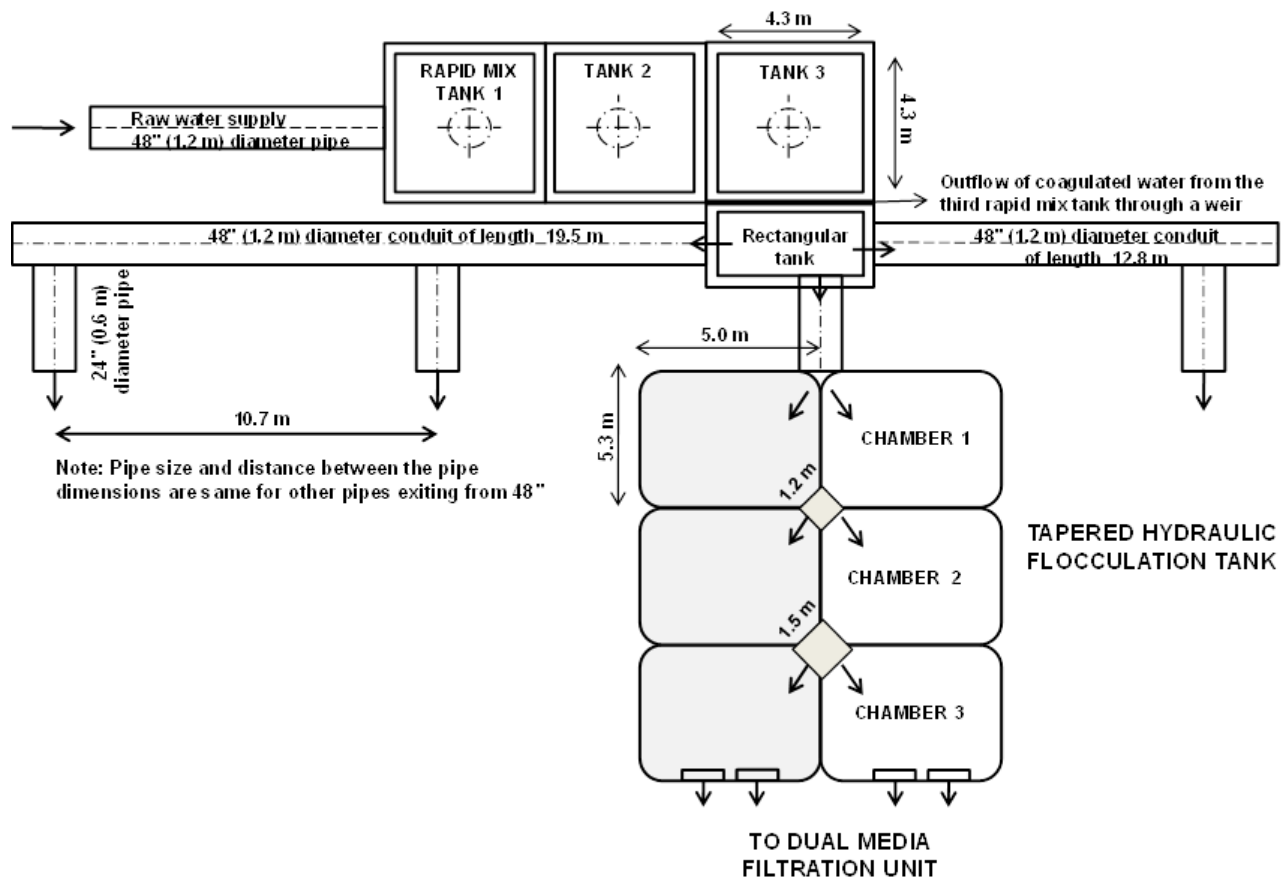 4.3 m
RAPID MIX
TANK 1
TANK 2
TANK 3
4.3 m
Raw water supply
48" (1.2 m) diameter pipe
Outflow of coagulated water from the
third rapid mix tank through a weir
48" (1.2 m) diameter conduit of length 19.5 m
Rectangular
tank
48" (1.2 m) diameter conduit
of length 12.8 m
24" (0.6 m)
diameter pipe
5.0 m
10.7 m
5.3 m
CHAMBER 1
Note: Pipe size and distance between the pipe
dimensions are same for other pipes exiting from 48"
1.2 m
TAPERED HYDRAULIC
FLOCCULATION TANK
CHAMBER 2
1.5 m
CHAMBER 3
TO DUAL MEDIA
FILTRATION UNIT